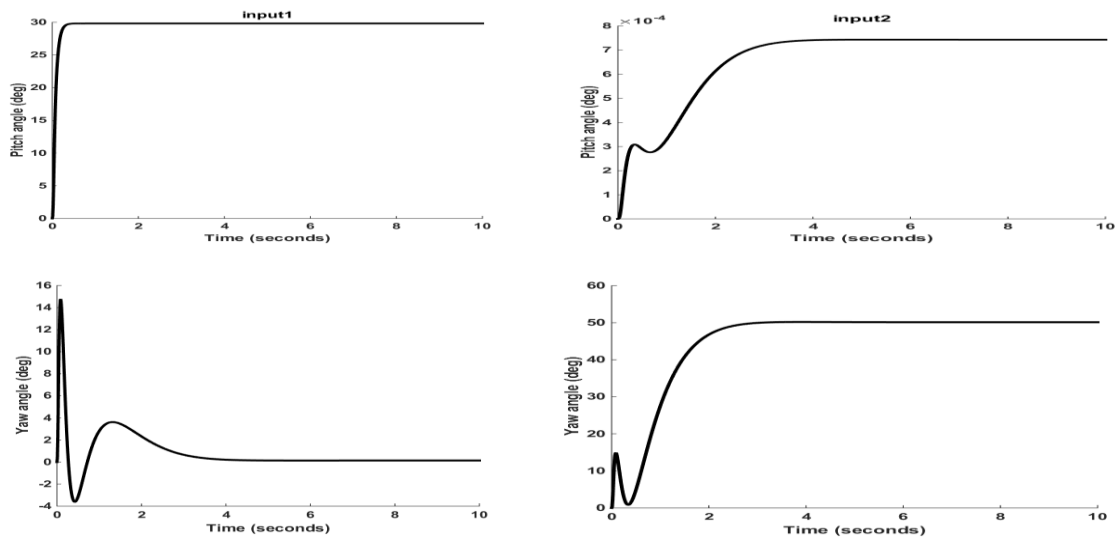 input1
30
25
20
15
10
5
0
Pitch angle (deg)
0 2 4 6 8 10
Time (seconds)
input2
× 10⁻⁴
8
7
6
5
4
3
2
1
0
Pitch angle (deg)
0 2 4 6 8 10
Time (seconds)
16
14
12
10
8
6
4
2
0
-2
-4
Yaw angle (deg)
0 2 4 6 8 10
Time (seconds)
60
50
40
30
20
10
0
Yaw angle (deg)
0 2 4 6 8 10
Time (seconds)